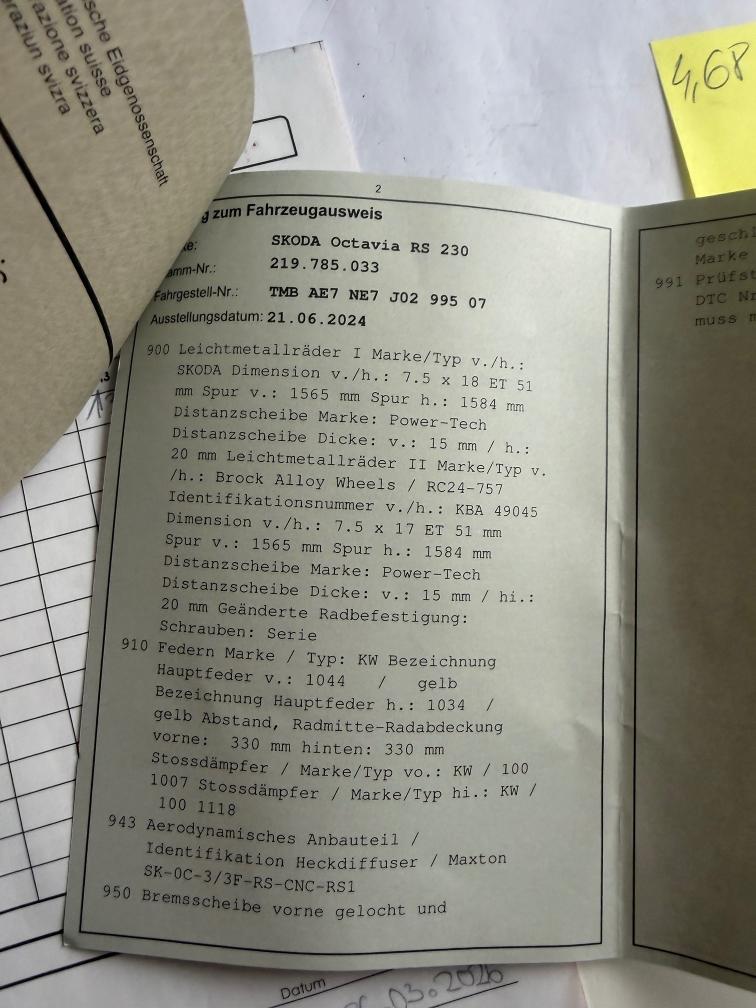 sche Eidgenossenschaft
tion suisse
azione svizzera
raziun svizra
4,68
2
g zum Fahrzeugausweis
ke: SKODA Octavia RS 230
amm-Nr.: 219.785.033
Fahrgestell-Nr.: TMB AE7 NE7 J02 995 07
Ausstellungsdatum: 21.06.2024
900 Leichtmetallräder I Marke/Typ v./h.:
SKODA Dimension v./h.: 7.5 x 18 ET 51
mm Spur v.: 1565 mm Spur h.: 1584 mm
Distanzscheibe Marke: Power-Tech
Distanzscheibe Dicke: v.: 15 mm / h.:
20 mm Leichtmetallräder II Marke/Typ v.
/h.: Brock Alloy Wheels / RC24-757
Identifikationsnummer v./h.: KBA 49045
Dimension v./h.: 7.5 x 17 ET 51 mm
Spur v.: 1565 mm Spur h.: 1584 mm
Distanzscheibe Marke: Power-Tech
Distanzscheibe Dicke: v.: 15 mm / hi.:
20 mm Geänderte Radbefestigung:
Schrauben: Serie
910 Federn Marke / Typ: KW Bezeichnung
Hauptfeder v.: 1044 / gelb
Bezeichnung Hauptfeder h.: 1034 /
gelb Abstand, Radmitte-Radabdeckung
vorne: 330 mm hinten: 330 mm
Stossdämpfer / Marke/Typ vo.: KW / 100
1007 Stossdämpfer / Marke/Typ hi.: KW /
100 1118
943 Aerodynamisches Anbauteil /
Identifikation Heckdiffuser / Maxton
SK-OC-3/3F-RS-CNC-RS1
950 Bremsscheibe vorne gelocht und
geschl
Marke
991 Prüfst
DTC Nr
muss m
Datum
.03.2026